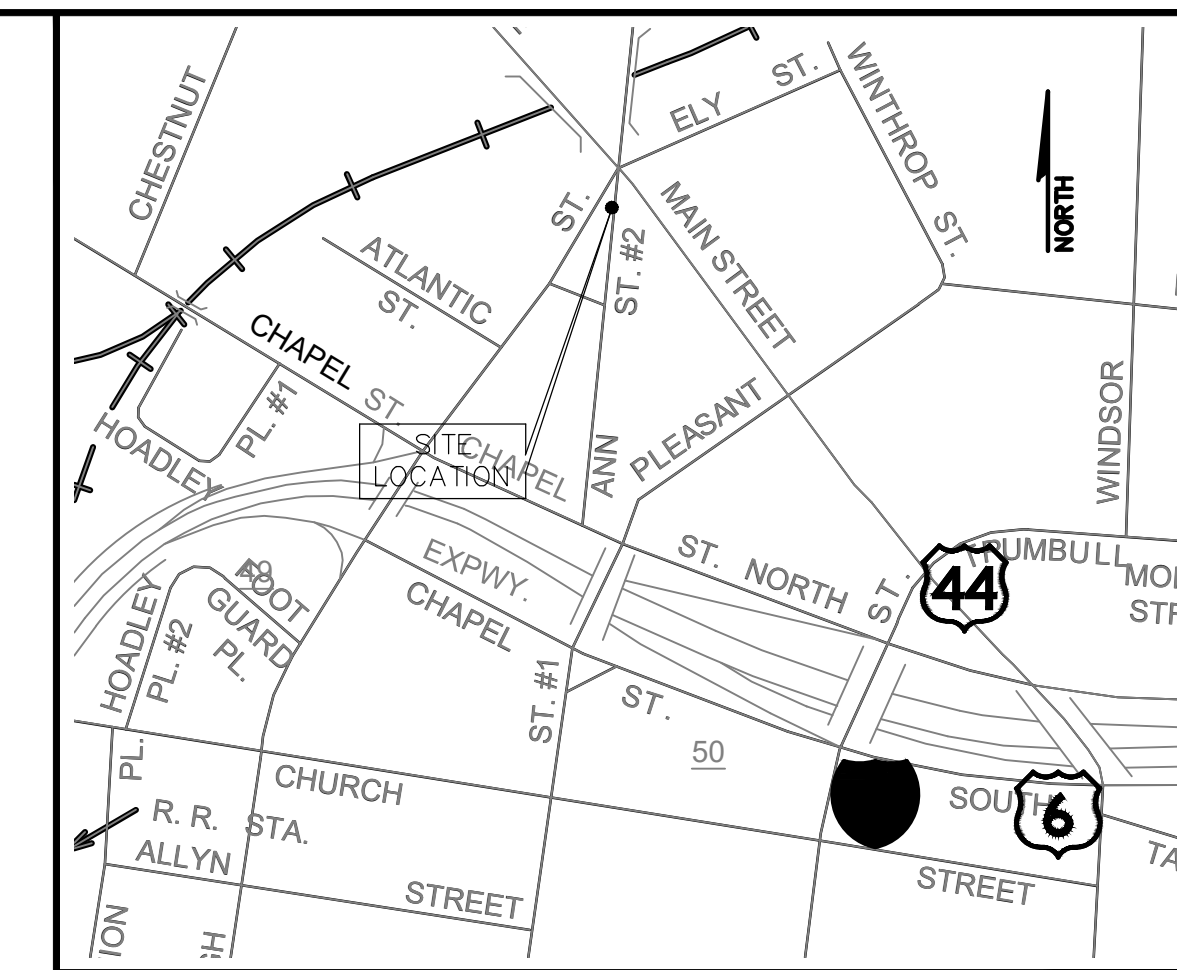 CHESTNUT
ST.
ELY
WINTHROP ST.
NORTH
MAIN STREET
ST.
ST. #2
ATLANTIC
ST.
CHAPEL
ST.
PL. #1
HOADLEY
SITE
LOCATION
CHAPEL
ANN
PLEASANT
WINDSOR
EXPWY.
CHAPEL
ST.
NORTH
ST.
TRUMBULL
44
49
FOOT
GUARD
PL.
HOADLEY
PL. #2
ST. #1
ST.
50
PL.
CHURCH
SOUTH
6
R. R. STA.
ALLYN
STREET
STREET